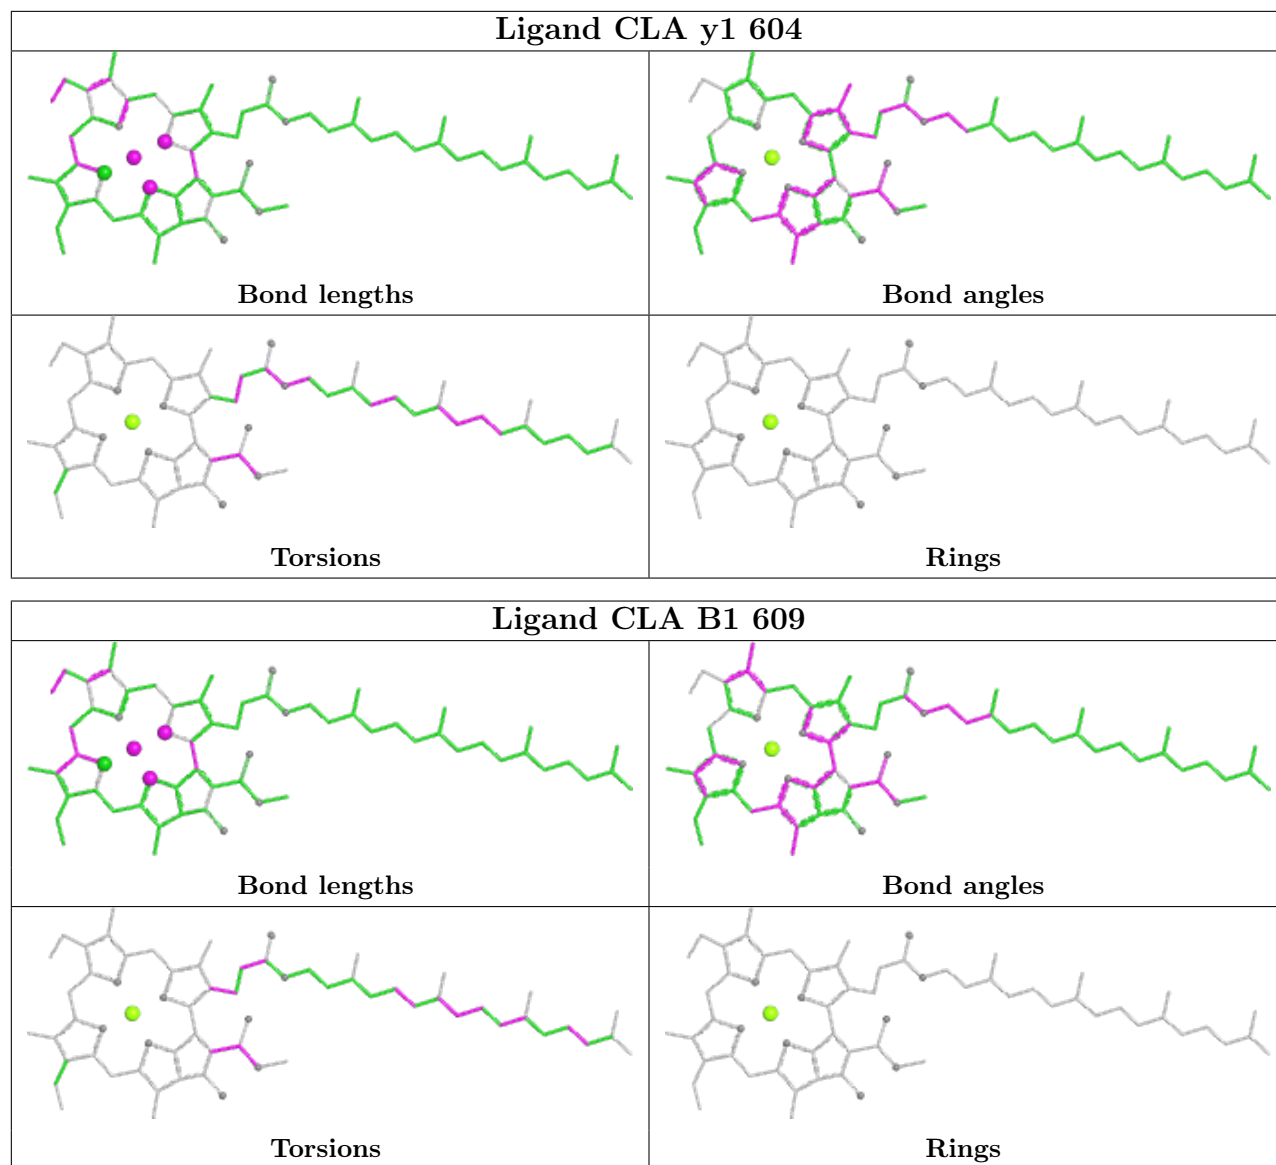 Ligand CLA y1 604
Bond lengths
Bond angles
Torsions
Rings
Ligand CLA B1 609
Bond lengths
Bond angles
Torsions
Rings